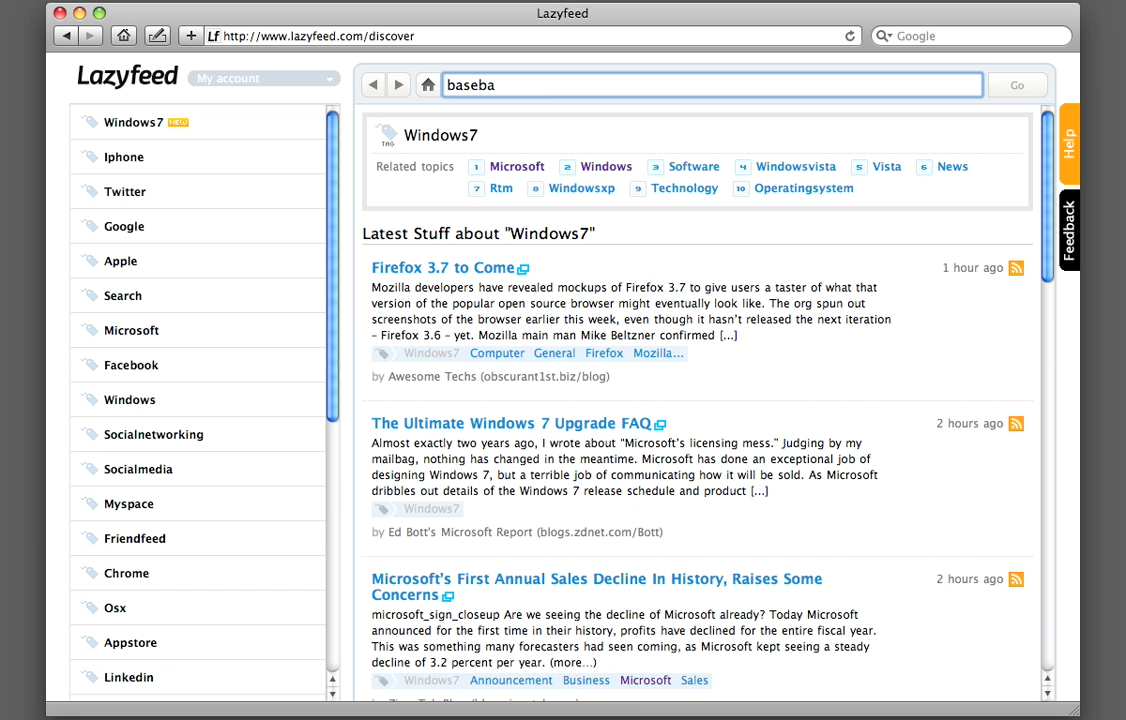 Lazyfeed
Lf http://www.lazyfeed.com/discover
Google
Lazyfeed
My account
baseba
Go
Windows7 NEW
Iphone
Twitter
Google
Apple
Search
Microsoft
Facebook
Windows
Socialnetworking
Socialmedia
Myspace
Friendfeed
Chrome
Osx
Appstore
Linkedin
TAG
Windows7
Related topics 1 Microsoft 2 Windows 3 Software 4 Windowsvista 5 Vista 6 News
7 Rtm 8 Windowsxp 9 Technology 10 Operatingsystem
Latest Stuff about "Windows7"
Firefox 3.7 to Come 1 hour ago
Mozilla developers have revealed mockups of Firefox 3.7 to give users a taster of what that
version of the popular open source browser might eventually look like. The org spun out
screenshots of the browser earlier this week, even though it hasn't released the next iteration
– Firefox 3.6 – yet. Mozilla main man Mike Beltzner confirmed [...]
Windows7 Computer General Firefox Mozilla...
by Awesome Techs (obscurant1st.biz/blog)
The Ultimate Windows 7 Upgrade FAQ 2 hours ago
Almost exactly two years ago, I wrote about "Microsoft's licensing mess." Judging by my
mailbag, nothing has changed in the meantime. Microsoft has done an exceptional job of
designing Windows 7, but a terrible job of communicating how it will be sold. As Microsoft
dribbles out details of the Windows 7 release schedule and product [...]
Windows7
by Ed Bott's Microsoft Report (blogs.zdnet.com/Bott)
Microsoft's First Annual Sales Decline In History, Raises Some
Concerns 2 hours ago
microsoft_sign_closeup Are we seeing the decline of Microsoft already? Today Microsoft
announced for the first time in their history, profits have declined for the entire fiscal year.
This was something many forecasters had seen coming, as Microsoft kept seeing a steady
decline of 3.2 percent per year. (more...)
Windows7 Announcement Business Microsoft Sales
Help
Feedback